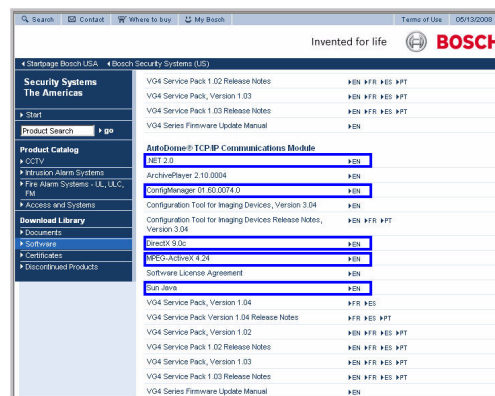 Search Contact Where to buy My Bosch Terms of Use 05/13/2008
Invented for life BOSCH
Startpage Bosch USA Bosch Security Systems (US)
Security Systems
The Americas
Start
Product Search go
Product Catalog
CCTV
Intrusion Alarm Systems
Fire Alarm Systems - UL, ULC,
FM
Access and Systems
Download Library
Documents
Software
Certificates
Discontinued Products
VG4 Service Pack 1.02 Release Notes EN FR ES PT
VG4 Service Pack, Version 1.03 EN FR ES PT
VG4 Service Pack 1.03 Release Notes EN FR ES PT
VG4 Series Firmware Update Manual EN
AutoDome® TCP/IP Communications Module
.NET 2.0 EN
ArchivePlayer 2.10.0004 EN
ConfigManager 01.60.0074.0 EN
Configuration Tool for Imaging Devices, Version 3.04 EN
Configuration Tool for Imaging Devices Release Notes, EN FR PT
Version 3.04
DirectX 9.0c EN
MPEG-ActiveX 4.24 EN
Software License Agreement EN
Sun Java EN
VG4 Service Pack, Version 1.04 FR ES
VG4 Service Pack Version 1.04 Release Notes FR ES PT
VG4 Service Pack, Version 1.02 EN FR ES PT
VG4 Service Pack 1.02 Release Notes EN FR ES PT
VG4 Service Pack, Version 1.03 EN FR ES PT
VG4 Service Pack 1.03 Release Notes EN FR ES PT
VG4 Series Firmware Update Manual EN